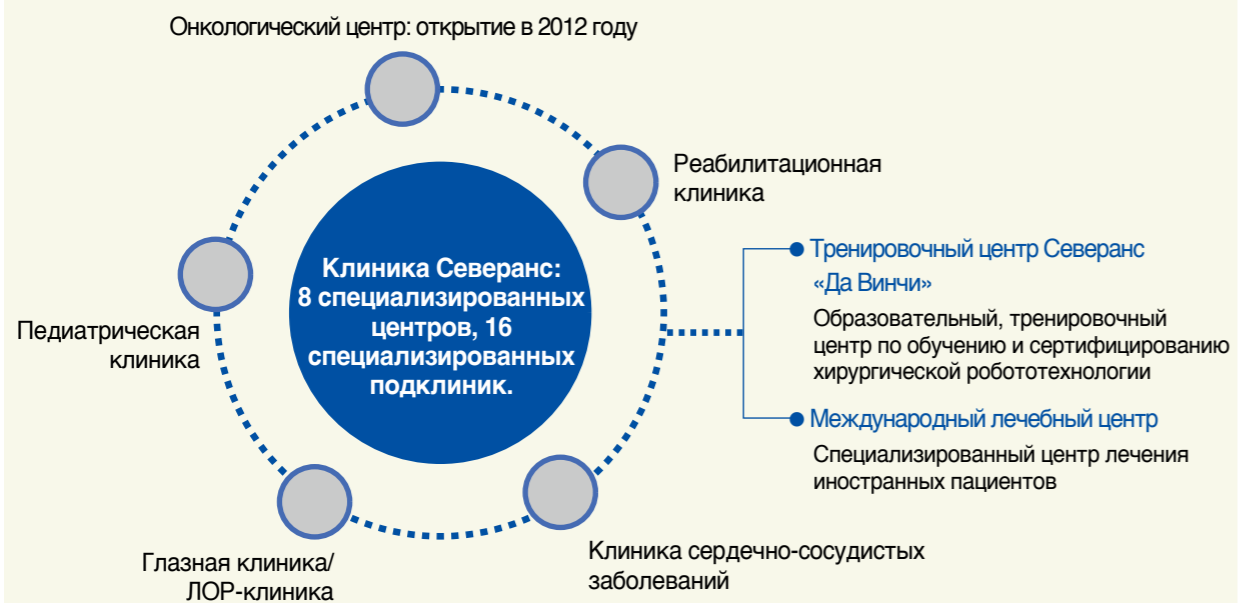 Онкологический центр: открытие в 2012 году
Реабилитационная
клиника
Клиника Северанс:
8 специализированных
центров, 16
специализированных
подклиник.
Тренировочный центр Северанс
«Да Винчи»
Образовательный, тренировочный
центр по обучению и сертифицированию
хирургической робототехнологии
Педиатрическая
клиника
Международный лечебный центр
Специализированный центр лечения
иностранных пациентов
Глазная клиника/
ЛОР-клиника
Клиника сердечно-сосудистых
заболеваний